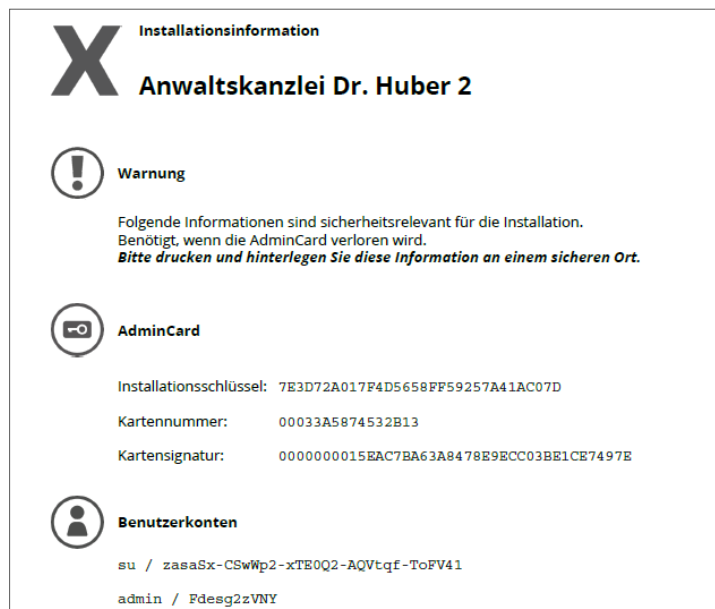 X
Installationsinformation
Anwaltskanzlei Dr. Huber 2
Warnung
Folgende Informationen sind sicherheitsrelevant für die Installation.
Benötigt, wenn die AdminCard verloren wird.
Bitte drucken und hinterlegen Sie diese Information an einem sicheren Ort.
AdminCard
Installationsschlüssel: 7E3D72A017F4D5658FF59257A41AC07D
Kartennummer: 00033A5874532B13
Kartensignatur: 0000000015EAC7BA63A8478E9ECC03BE1CE7497E
Benutzerkonten
su / zasaSx-CSwWp2-xTE0Q2-AQVtqf-ToFV41
admin / Fdesg2zVNY